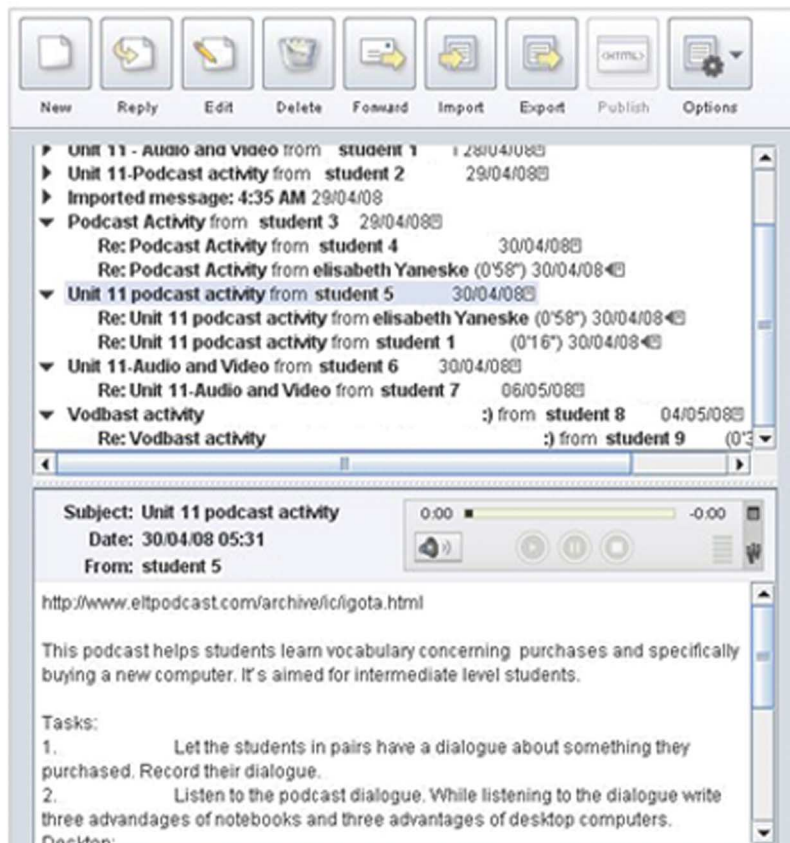 New Reply Edit Delete Forward Import Export Publish Options
<HTML>
Unit 11 - Audio and Video from student 1 28/04/08
Unit 11-Podcast activity from student 2 29/04/08
Imported message: 4:35 AM 29/04/08
Podcast Activity from student 3 29/04/08
Re: Podcast Activity from student 4 30/04/08
Re: Podcast Activity from elisabeth Yaneske (0'58") 30/04/08
Unit 11 podcast activity from student 5 30/04/08
Re: Unit 11 podcast activity from elisabeth Yaneske (0'58") 30/04/08
Re: Unit 11 podcast activity from student 1 (0'16") 30/04/08
Unit 11-Audio and Video from student 6 30/04/08
Re: Unit 11-Audio and Video from student 7 06/05/08
Vodbast activity :) from student 8 04/05/08
Re: Vodbast activity :) from student 9
Subject: Unit 11 podcast activity
0:00 -0:00
Date: 30/04/08 05:31
From: student 5
http://www.eltpodcast.com/archive/ic/igota.html
This podcast helps students learn vocabulary concerning purchases and specifically
buying a new computer. It's aimed for intermediate level students.
Tasks:
1. Let the students in pairs have a dialogue about something they
purchased. Record their dialogue.
2. Listen to the podcast dialogue. While listening to the dialogue write
three advandages of notebooks and three advantages of desktop computers.
Desktop: